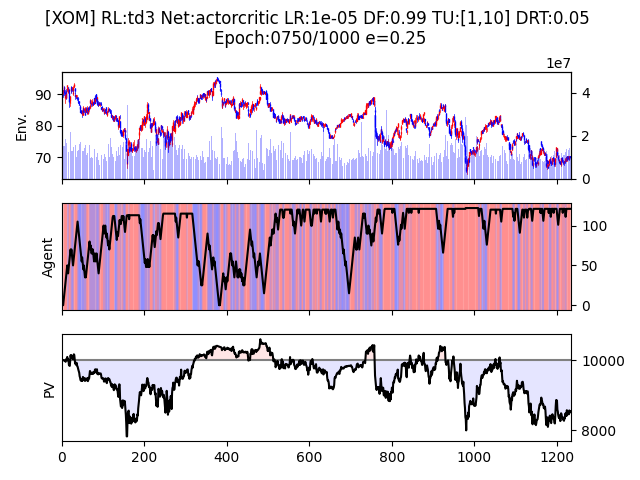 [XOM] RL:td3 Net:actorcritic LR:1e-05 DF:0.99 TU:[1,10] DRT:0.05
Epoch:0750/1000 e=0.25
1e7
Env.
90
80
70
4
2
0
Agent
100
50
0
PV
10000
8000
0 200 400 600 800 1000 1200